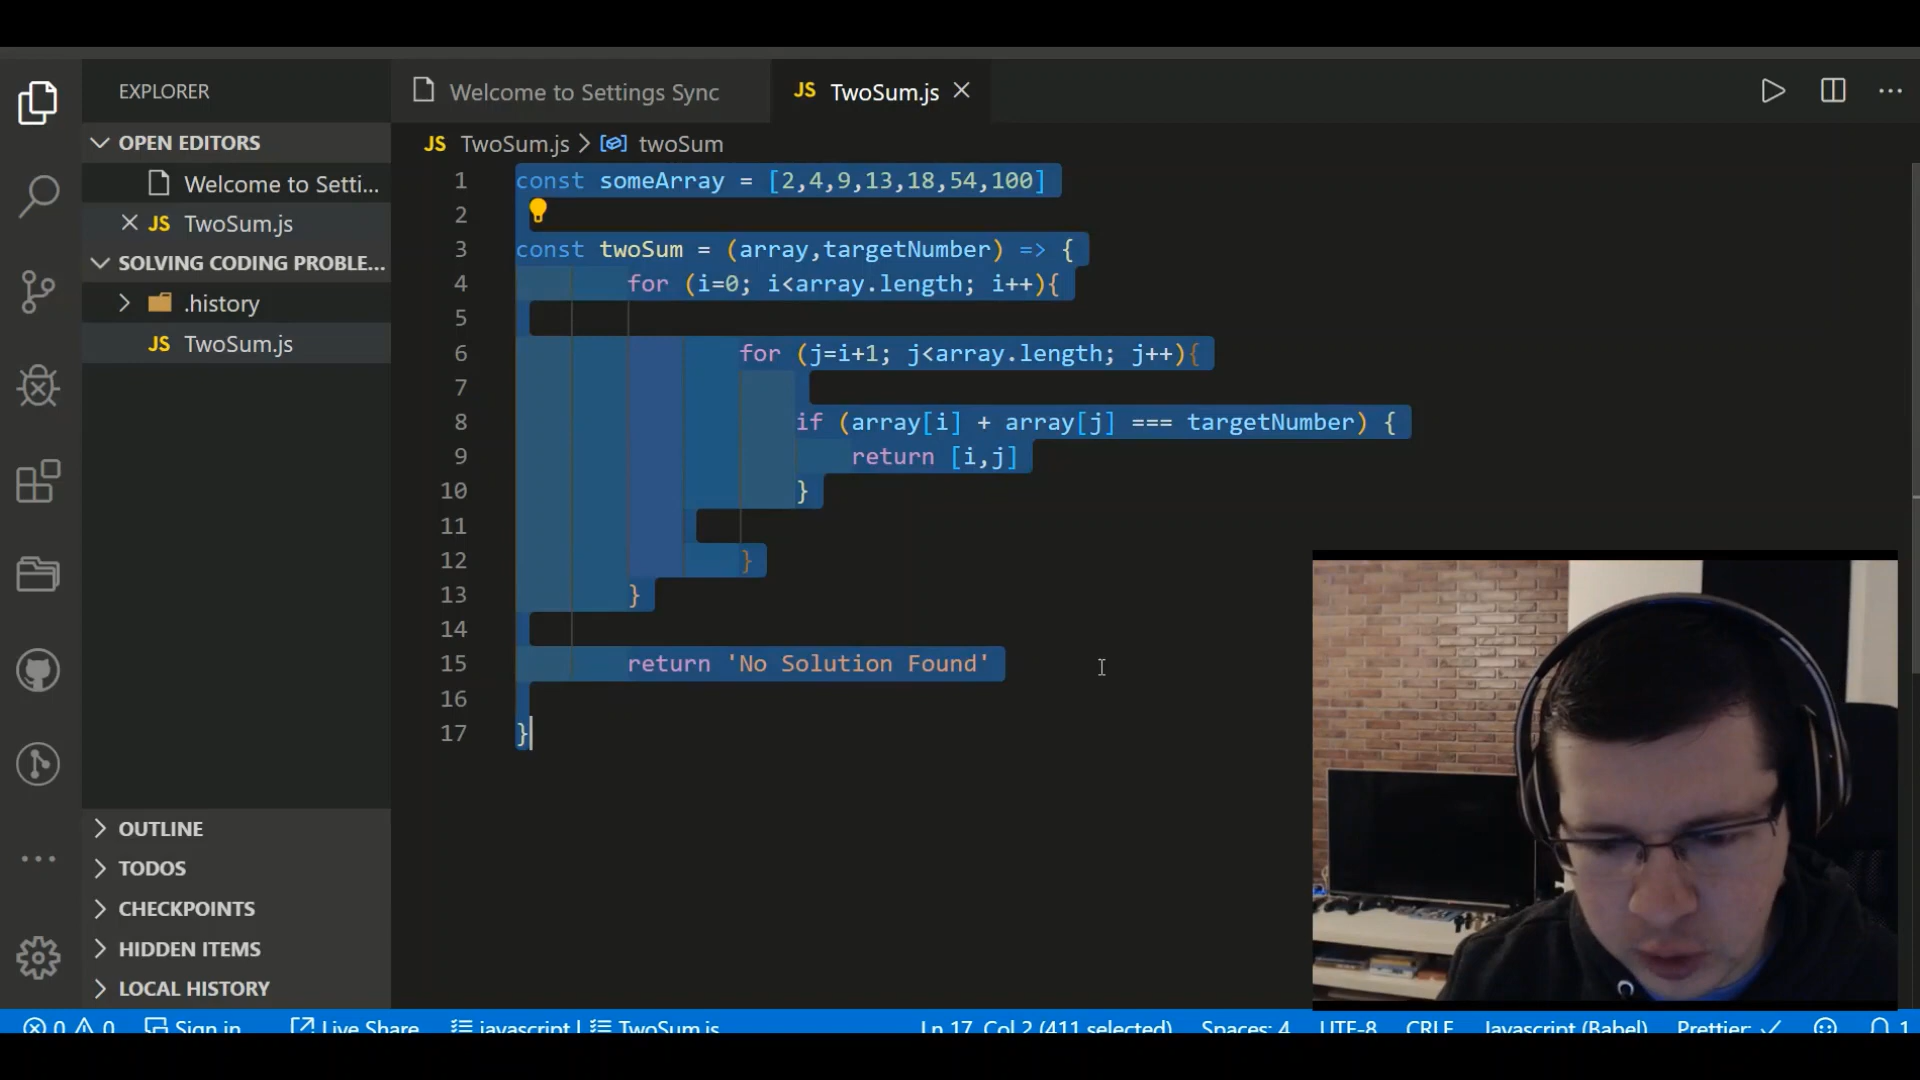 EXPLORER
Welcome to Settings Sync
JS TwoSum.js
OPEN EDITORS
Welcome to Setti...
JS TwoSum.js
SOLVING CODING PROBLE...
.history
JS TwoSum.js
OUTLINE
TODOS
CHECKPOINTS
HIDDEN ITEMS
LOCAL HISTORY
JS TwoSum.js > twoSum
1 const someArray = [2,4,9,13,18,54,100]
2
3 const twoSum = (array,targetNumber) => {
4 for (i=0; i<array.length; i++){
5
6 for (j=i+1; j<array.length; j++){
7
8 if (array[i] + array[j] === targetNumber) {
9 return [i,j]
10 }
11
12 }
13 }
14
15 return 'No Solution Found'
16
17 }
0 0 Sign in Live Share javascript | TwoSum.js Ln 17, Col 2 (411 selected) Spaces: 4 UTF-8 CRLF Javascript (Babel) Prettier: ✓ 1